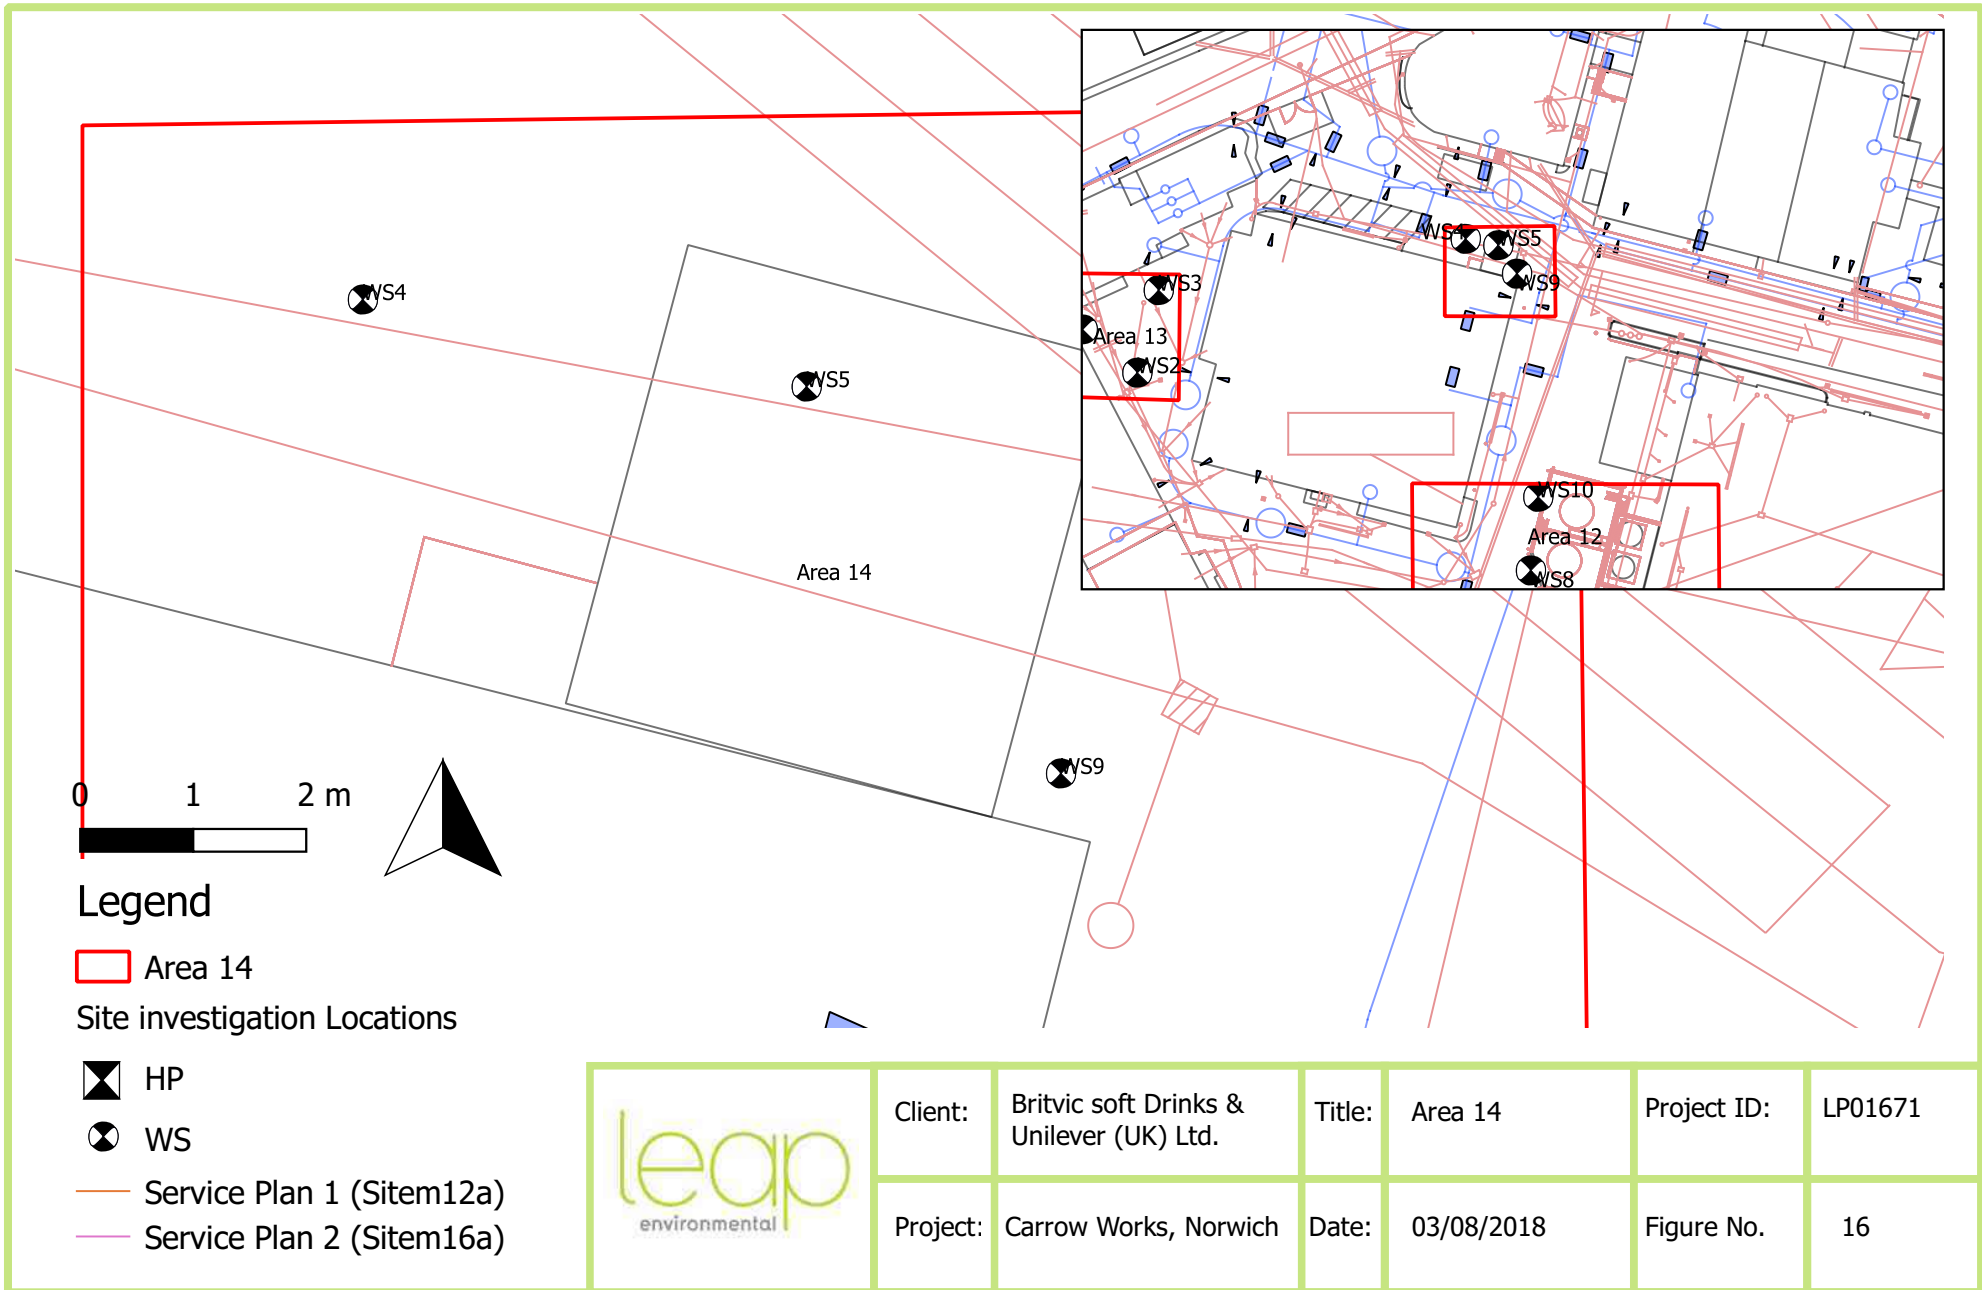 WS4
WS5
WS9
Area 14
WS4
WS5
WS9
WS3
Area 13
WS2
WS10
Area 12
WS8
0 1 2 m
Legend
Area 14
Site investigation Locations
HP
WS
Service Plan 1 (Sitem12a)
Service Plan 2 (Sitem16a)
leap
environmental
Client:
Britvic soft Drinks &
Unilever (UK) Ltd.
Title:
Area 14
Project ID:
LP01671
Project:
Carrow Works, Norwich
Date:
03/08/2018
Figure No.
16